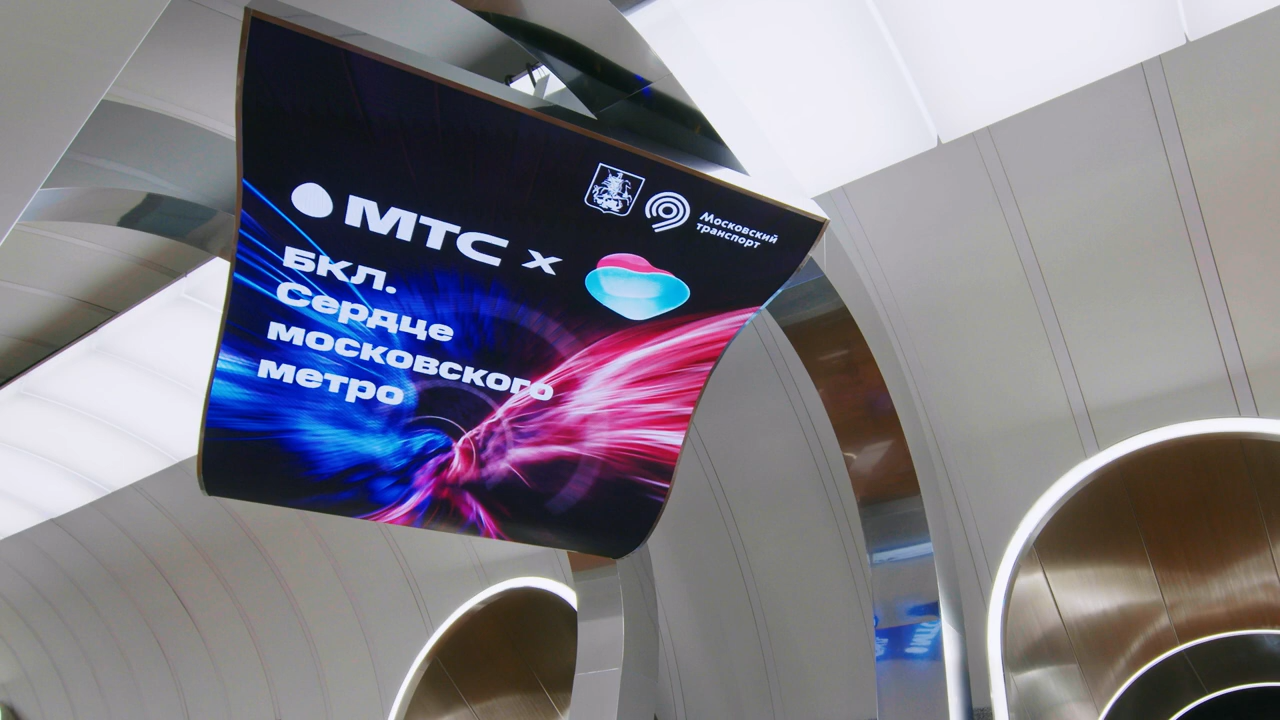 Московский
транспорт
МТС x
БКЛ.
Сердце
московского
метро